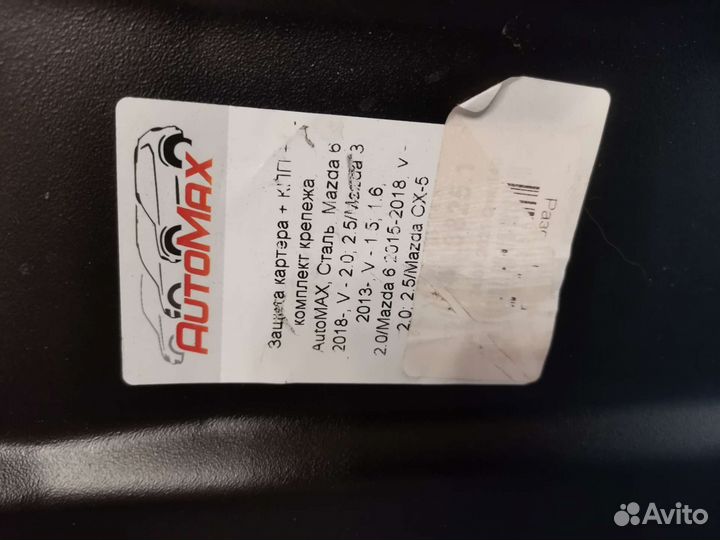 AUTOMAX
Защита картера + КПП +
комплект крепежа
AutoMAX, Сталь, Mazda 6
2018-, V - 2.0; 2.5/Mazda 3
2013-, V - 1.5; 1.6;
2.0/Mazda 6 2015-2018, V -
2.0; 2.5/Mazda CX-5
Avito